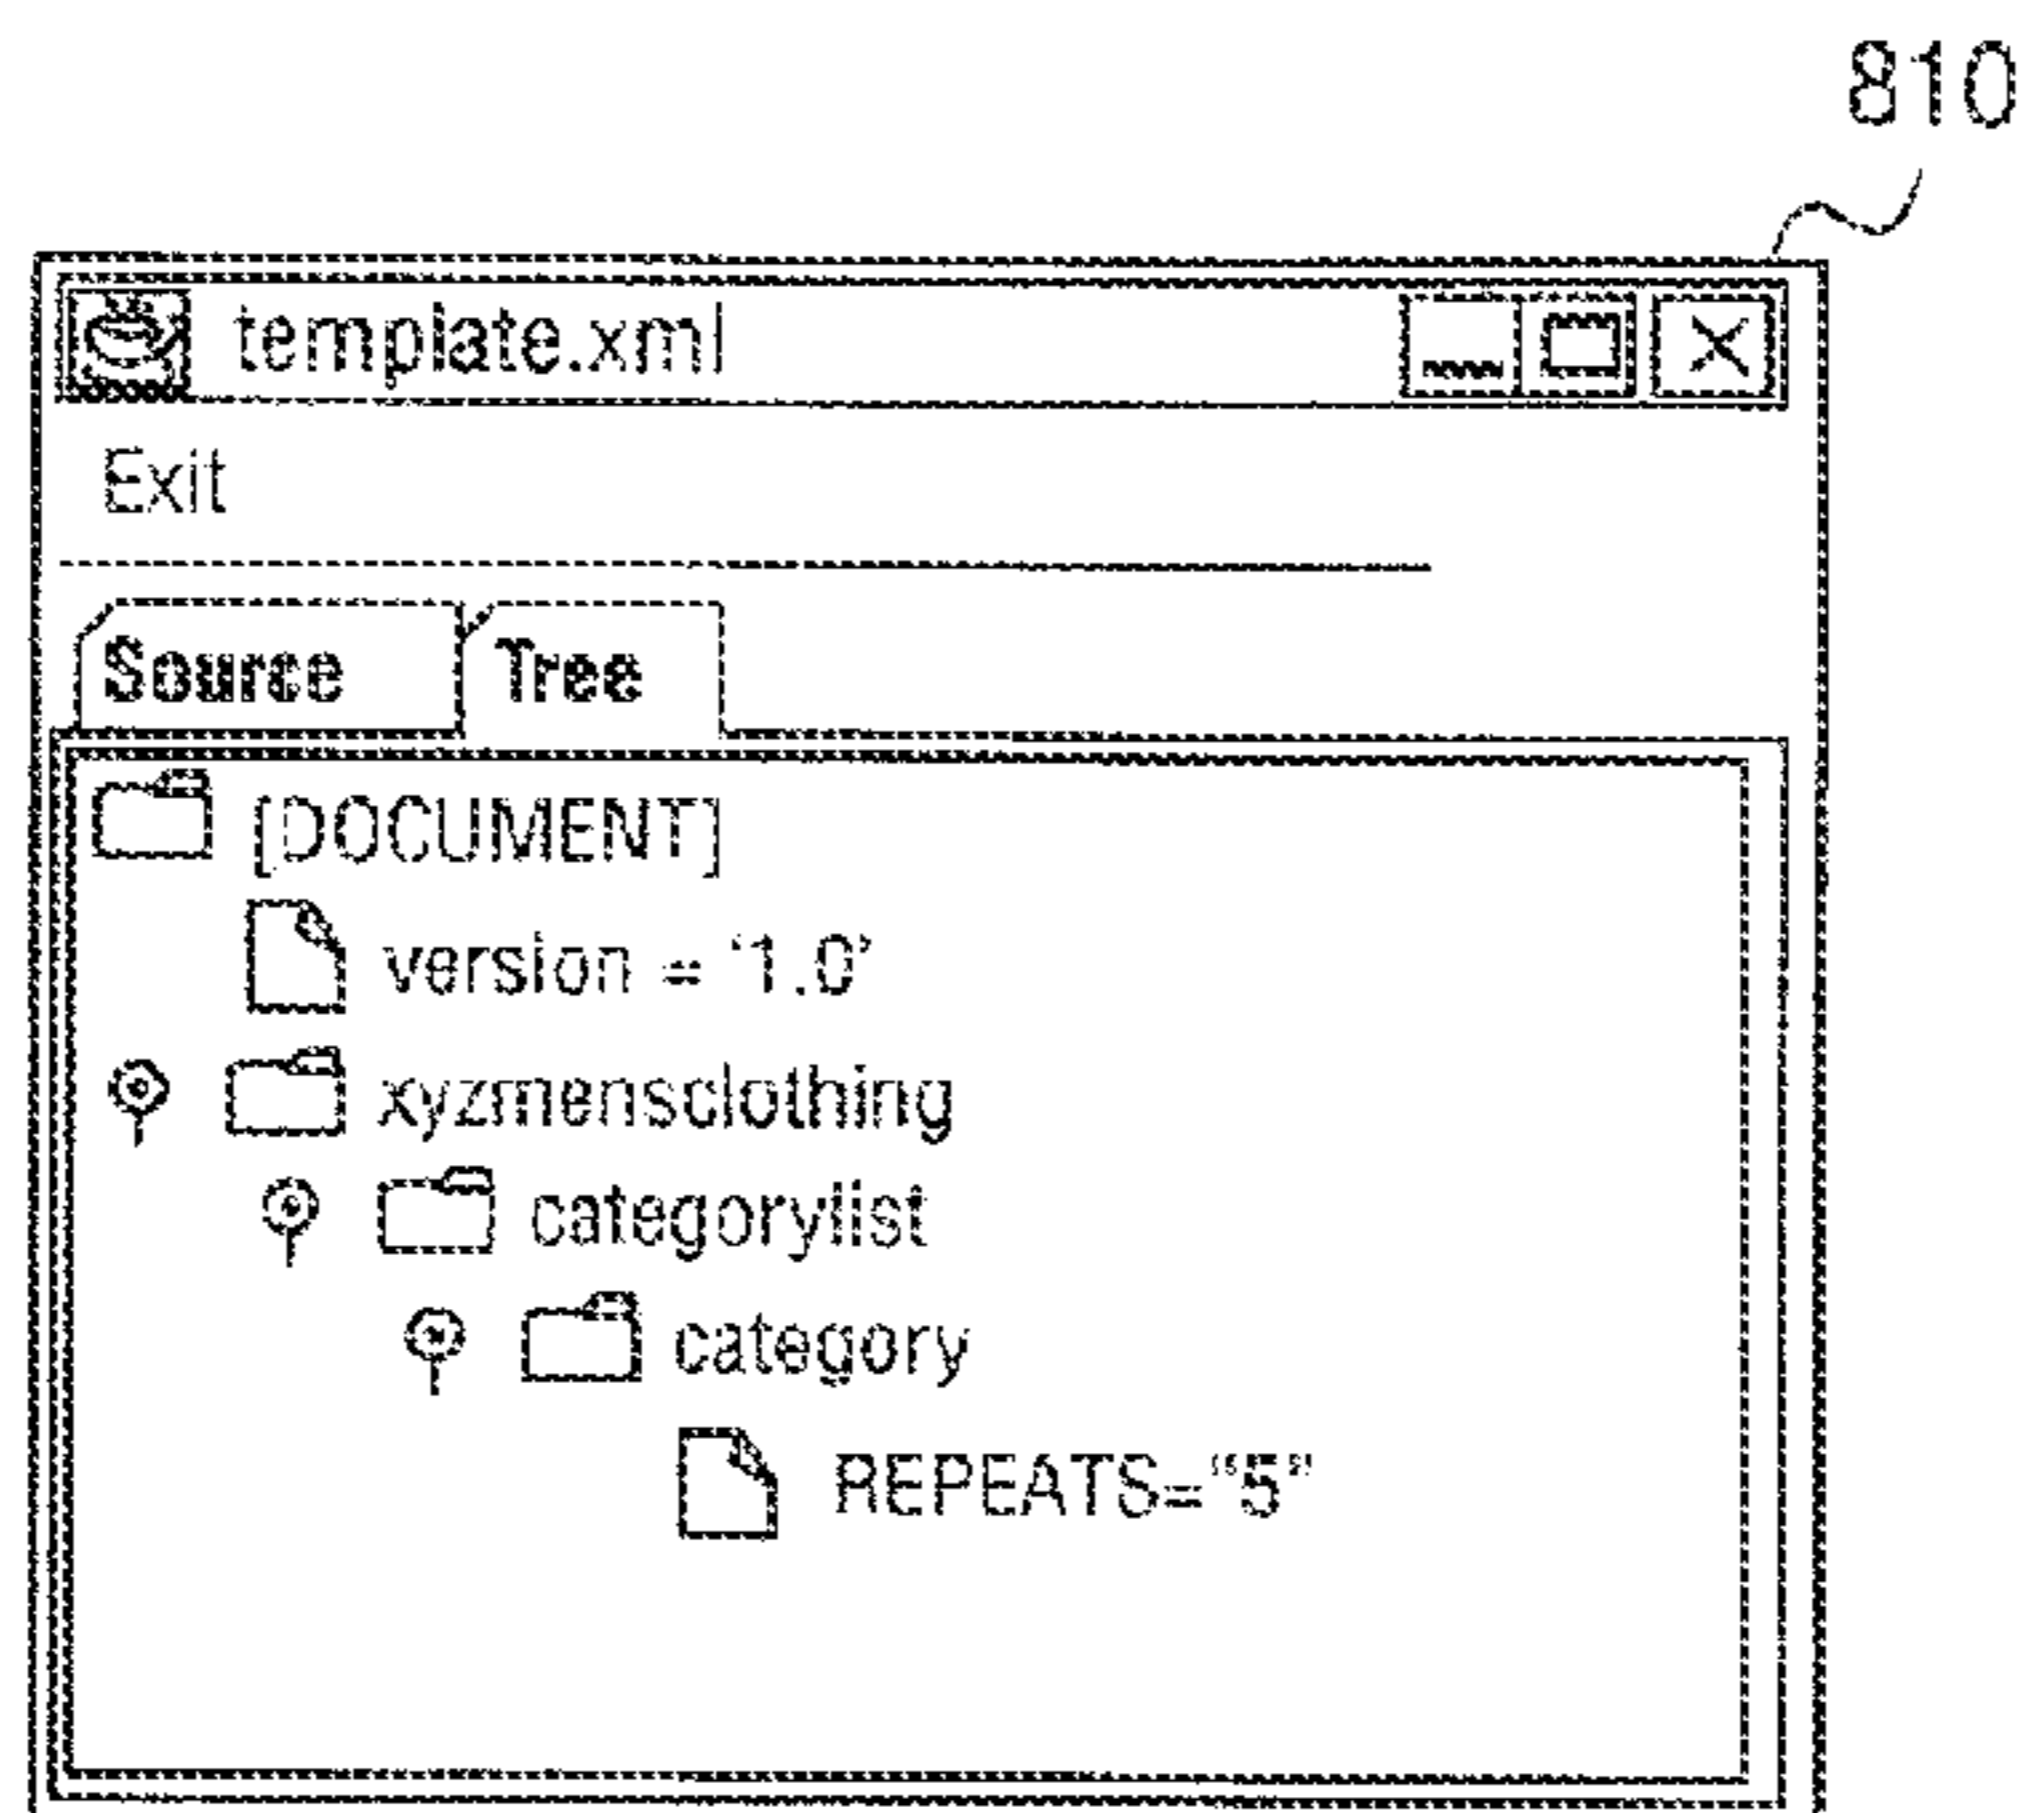 810
template.xml
Exit
Source Tree
[DOCUMENT]
version = '1.0'
xyzmensclothing
categorylist
category
REPEATS="5"